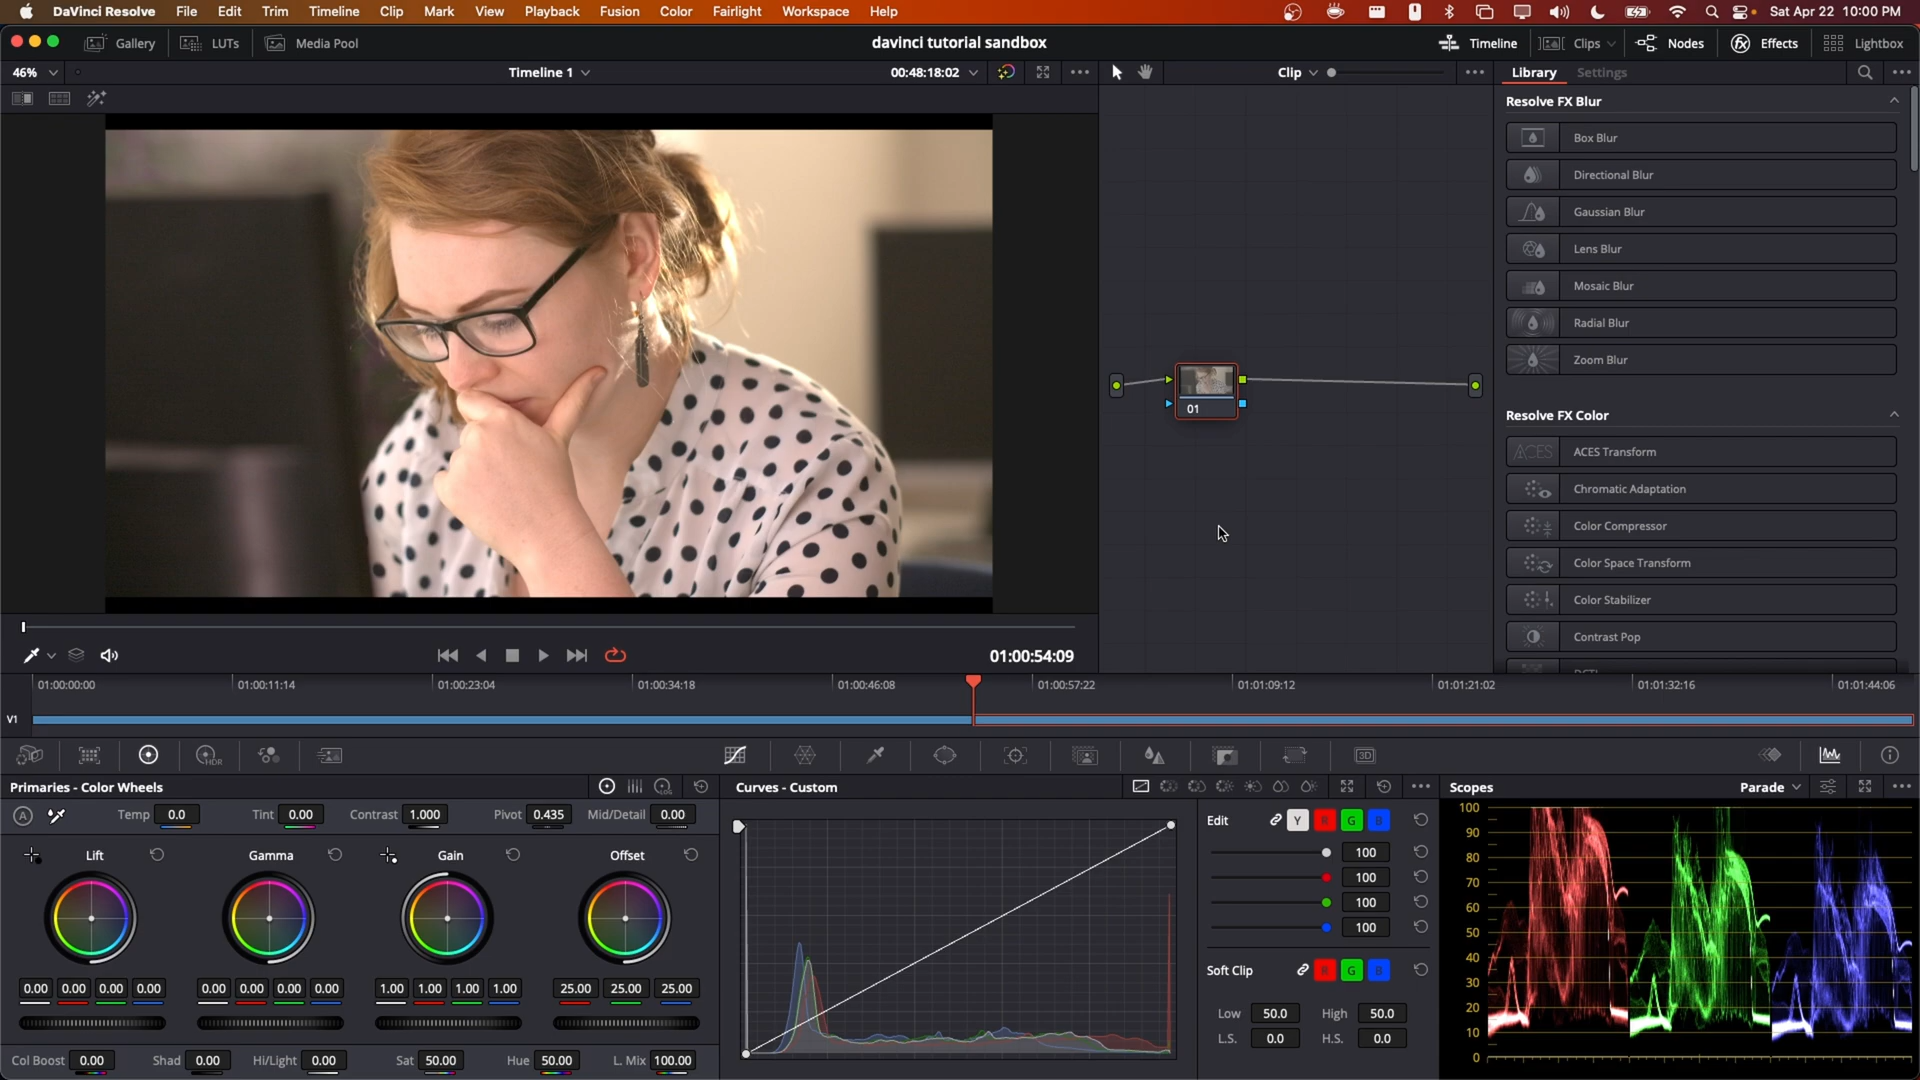 DaVinci Resolve File Edit Trim Timeline Clip Mark View Playback Fusion Color Fairlight Workspace Help Sat Apr 22 10:00 PM
Gallery LUTs Media Pool davinci tutorial sandbox Timeline Clips Nodes Effects Lightbox
46% Timeline 1 00:48:18:02 Clip Library Settings
Resolve FX Blur
Box Blur
Directional Blur
Gaussian Blur
Lens Blur
Mosaic Blur
Radial Blur
Zoom Blur
01
Resolve FX Color
ACES ACES Transform
Chromatic Adaptation
Color Compressor
Color Space Transform
Color Stabilizer
Contrast Pop
01:00:54:09
01:00:00:00 01:00:11:14 01:00:23:04 01:00:34:18 01:00:46:08 01:00:57:22 01:01:09:12 01:01:21:02 01:01:32:16 01:01:44:06
V1
HDR 3D
Primaries - Color Wheels LOG
A Temp 0.0 Tint 0.00 Contrast 1.000 Pivot 0.435 Mid/Detail 0.00
Lift Gamma Gain Offset
0.00 0.00 0.00 0.00 0.00 0.00 0.00 0.00 1.00 1.00 1.00 1.00 25.00 25.00 25.00
Col Boost 0.00 Shad 0.00 Hi/Light 0.00 Sat 50.00 Hue 50.00 L. Mix 100.00
Curves - Custom
Edit Y R G B
100
100
100
100
Soft Clip R G B
Low 50.0 High 50.0
L.S. 0.0 H.S. 0.0
Scopes Parade
100
90
80
70
60
50
40
30
20
10
0